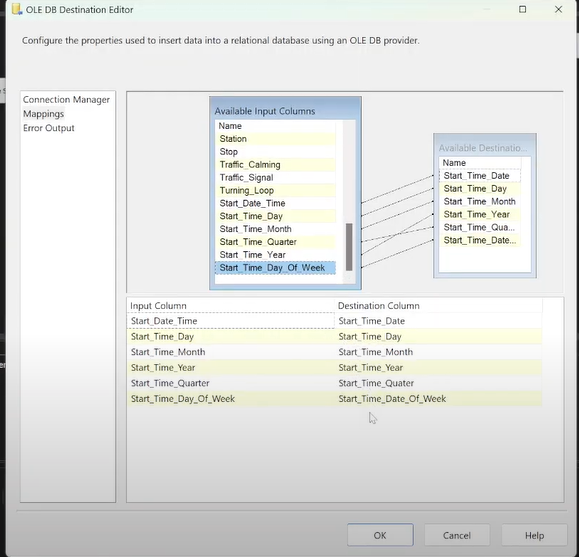 OLE DB Destination Editor
Configure the properties used to insert data into a relational database using an OLE DB provider.
Connection Manager
Mappings
Error Output
Available Input Columns
Name
Station
Stop
Traffic_Calming
Traffic_Signal
Turning_Loop
Start_Date_Time
Start_Time_Day
Start_Time_Month
Start_Time_Quarter
Start_Time_Year
Start_Time_Day_Of_Week
Available Destinatio...
Name
Start_Time_Date
Start_Time_Day
Start_Time_Month
Start_Time_Year
Start_Time_Qua...
Start_Time_Date...
Input Column Destination Column
Start_Date_Time Start_Time_Date
Start_Time_Day Start_Time_Day
Start_Time_Month Start_Time_Month
Start_Time_Year Start_Time_Year
Start_Time_Quarter Start_Time_Quater
Start_Time_Day_Of_Week Start_Time_Date_Of_Week
OK Cancel Help